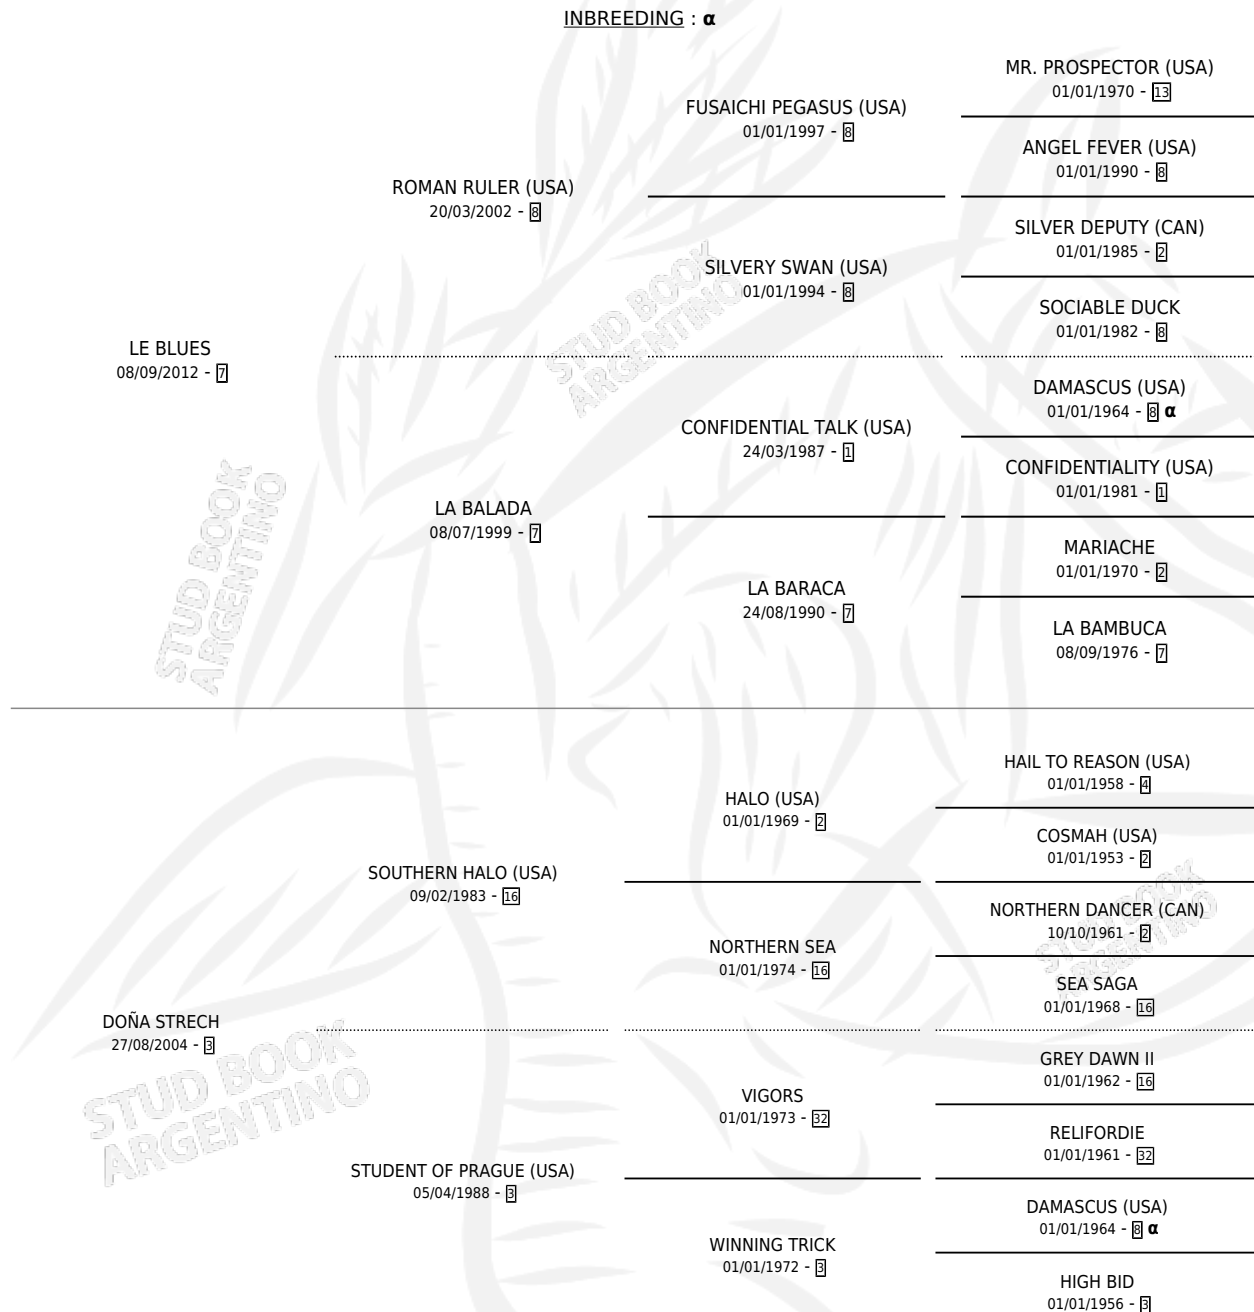 INBREEDING : α
MR. PROSPECTOR (USA)
01/01/1970 - 13
FUSAICHI PEGASUS (USA)
01/01/1997 - 8
ANGEL FEVER (USA)
01/01/1990 - 8
ROMAN RULER (USA)
20/03/2002 - 8
SILVER DEPUTY (CAN)
01/01/1985 - 2
SILVERY SWAN (USA)
01/01/1994 - 8
SOCIABLE DUCK
01/01/1982 - 8
LE BLUES
08/09/2012 - 7
DAMASCUS (USA)
01/01/1964 - 8 α
CONFIDENTIAL TALK (USA)
24/03/1987 - 1
CONFIDENTIALITY (USA)
01/01/1981 - 1
LA BALADA
08/07/1999 - 7
MARIACHE
01/01/1970 - 2
LA BARACA
24/08/1990 - 7
LA BAMBUCA
08/09/1976 - 7
HAIL TO REASON (USA)
01/01/1958 - 4
HALO (USA)
01/01/1969 - 2
COSMAH (USA)
01/01/1953 - 2
SOUTHERN HALO (USA)
09/02/1983 - 16
NORTHERN DANCER (CAN)
10/10/1961 - 2
NORTHERN SEA
01/01/1974 - 16
SEA SAGA
01/01/1968 - 16
DOÑA STRECH
27/08/2004 - 3
GREY DAWN II
01/01/1962 - 16
VIGORS
01/01/1973 - 32
RELIFORDIE
01/01/1961 - 32
STUDENT OF PRAGUE (USA)
05/04/1988 - 3
DAMASCUS (USA)
01/01/1964 - 8 α
WINNING TRICK
01/01/1972 - 3
HIGH BID
01/01/1956 - 3
STUD BOOK
ARGENTINO
STUD BOOK
ARGENTINO
STUD BOOK
ARGENTINO
STUD BOOK
ARGENTINO